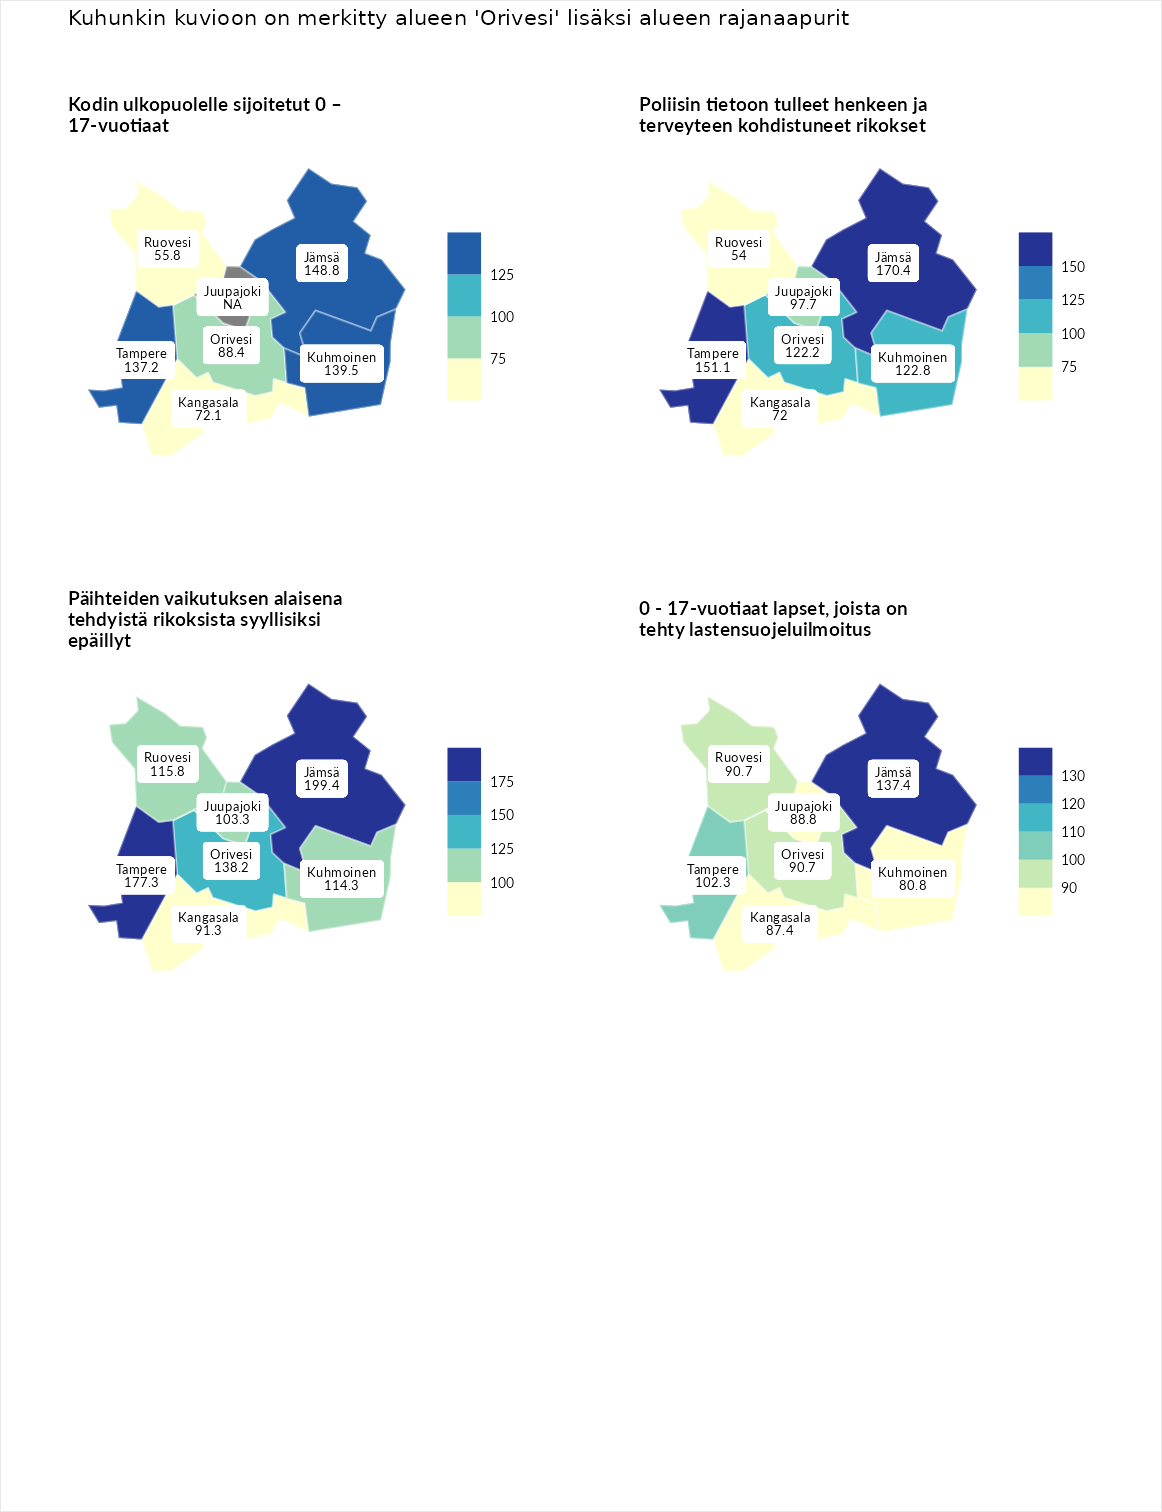 Kuhunkin kuvioon on merkitty alueen 'Orivesi' lisäksi alueen rajanaapurit
Kodin ulkopuolelle sijoitetut 0 –
17-vuotiaat
Ruovesi
55.8
Jämsä
148.8
Juupajoki
NA
Orivesi
88.4
Tampere
137.2
Kuhmoinen
139.5
Kangasala
72.1
125
100
75
Poliisin tietoon tulleet henkeen ja
terveyteen kohdistuneet rikokset
Ruovesi
54
Jämsä
170.4
Juupajoki
97.7
Orivesi
122.2
Tampere
151.1
Kuhmoinen
122.8
Kangasala
72
150
125
100
75
Päihteiden vaikutuksen alaisena
tehdyistä rikoksista syyllisiksi
epäillyt
Ruovesi
115.8
Jämsä
199.4
Juupajoki
103.3
Orivesi
138.2
Tampere
177.3
Kuhmoinen
114.3
Kangasala
91.3
175
150
125
100
0 - 17-vuotiaat lapset, joista on
tehty lastensuojeluilmoitus
Ruovesi
90.7
Jämsä
137.4
Juupajoki
88.8
Orivesi
90.7
Tampere
102.3
Kuhmoinen
80.8
Kangasala
87.4
130
120
110
100
90